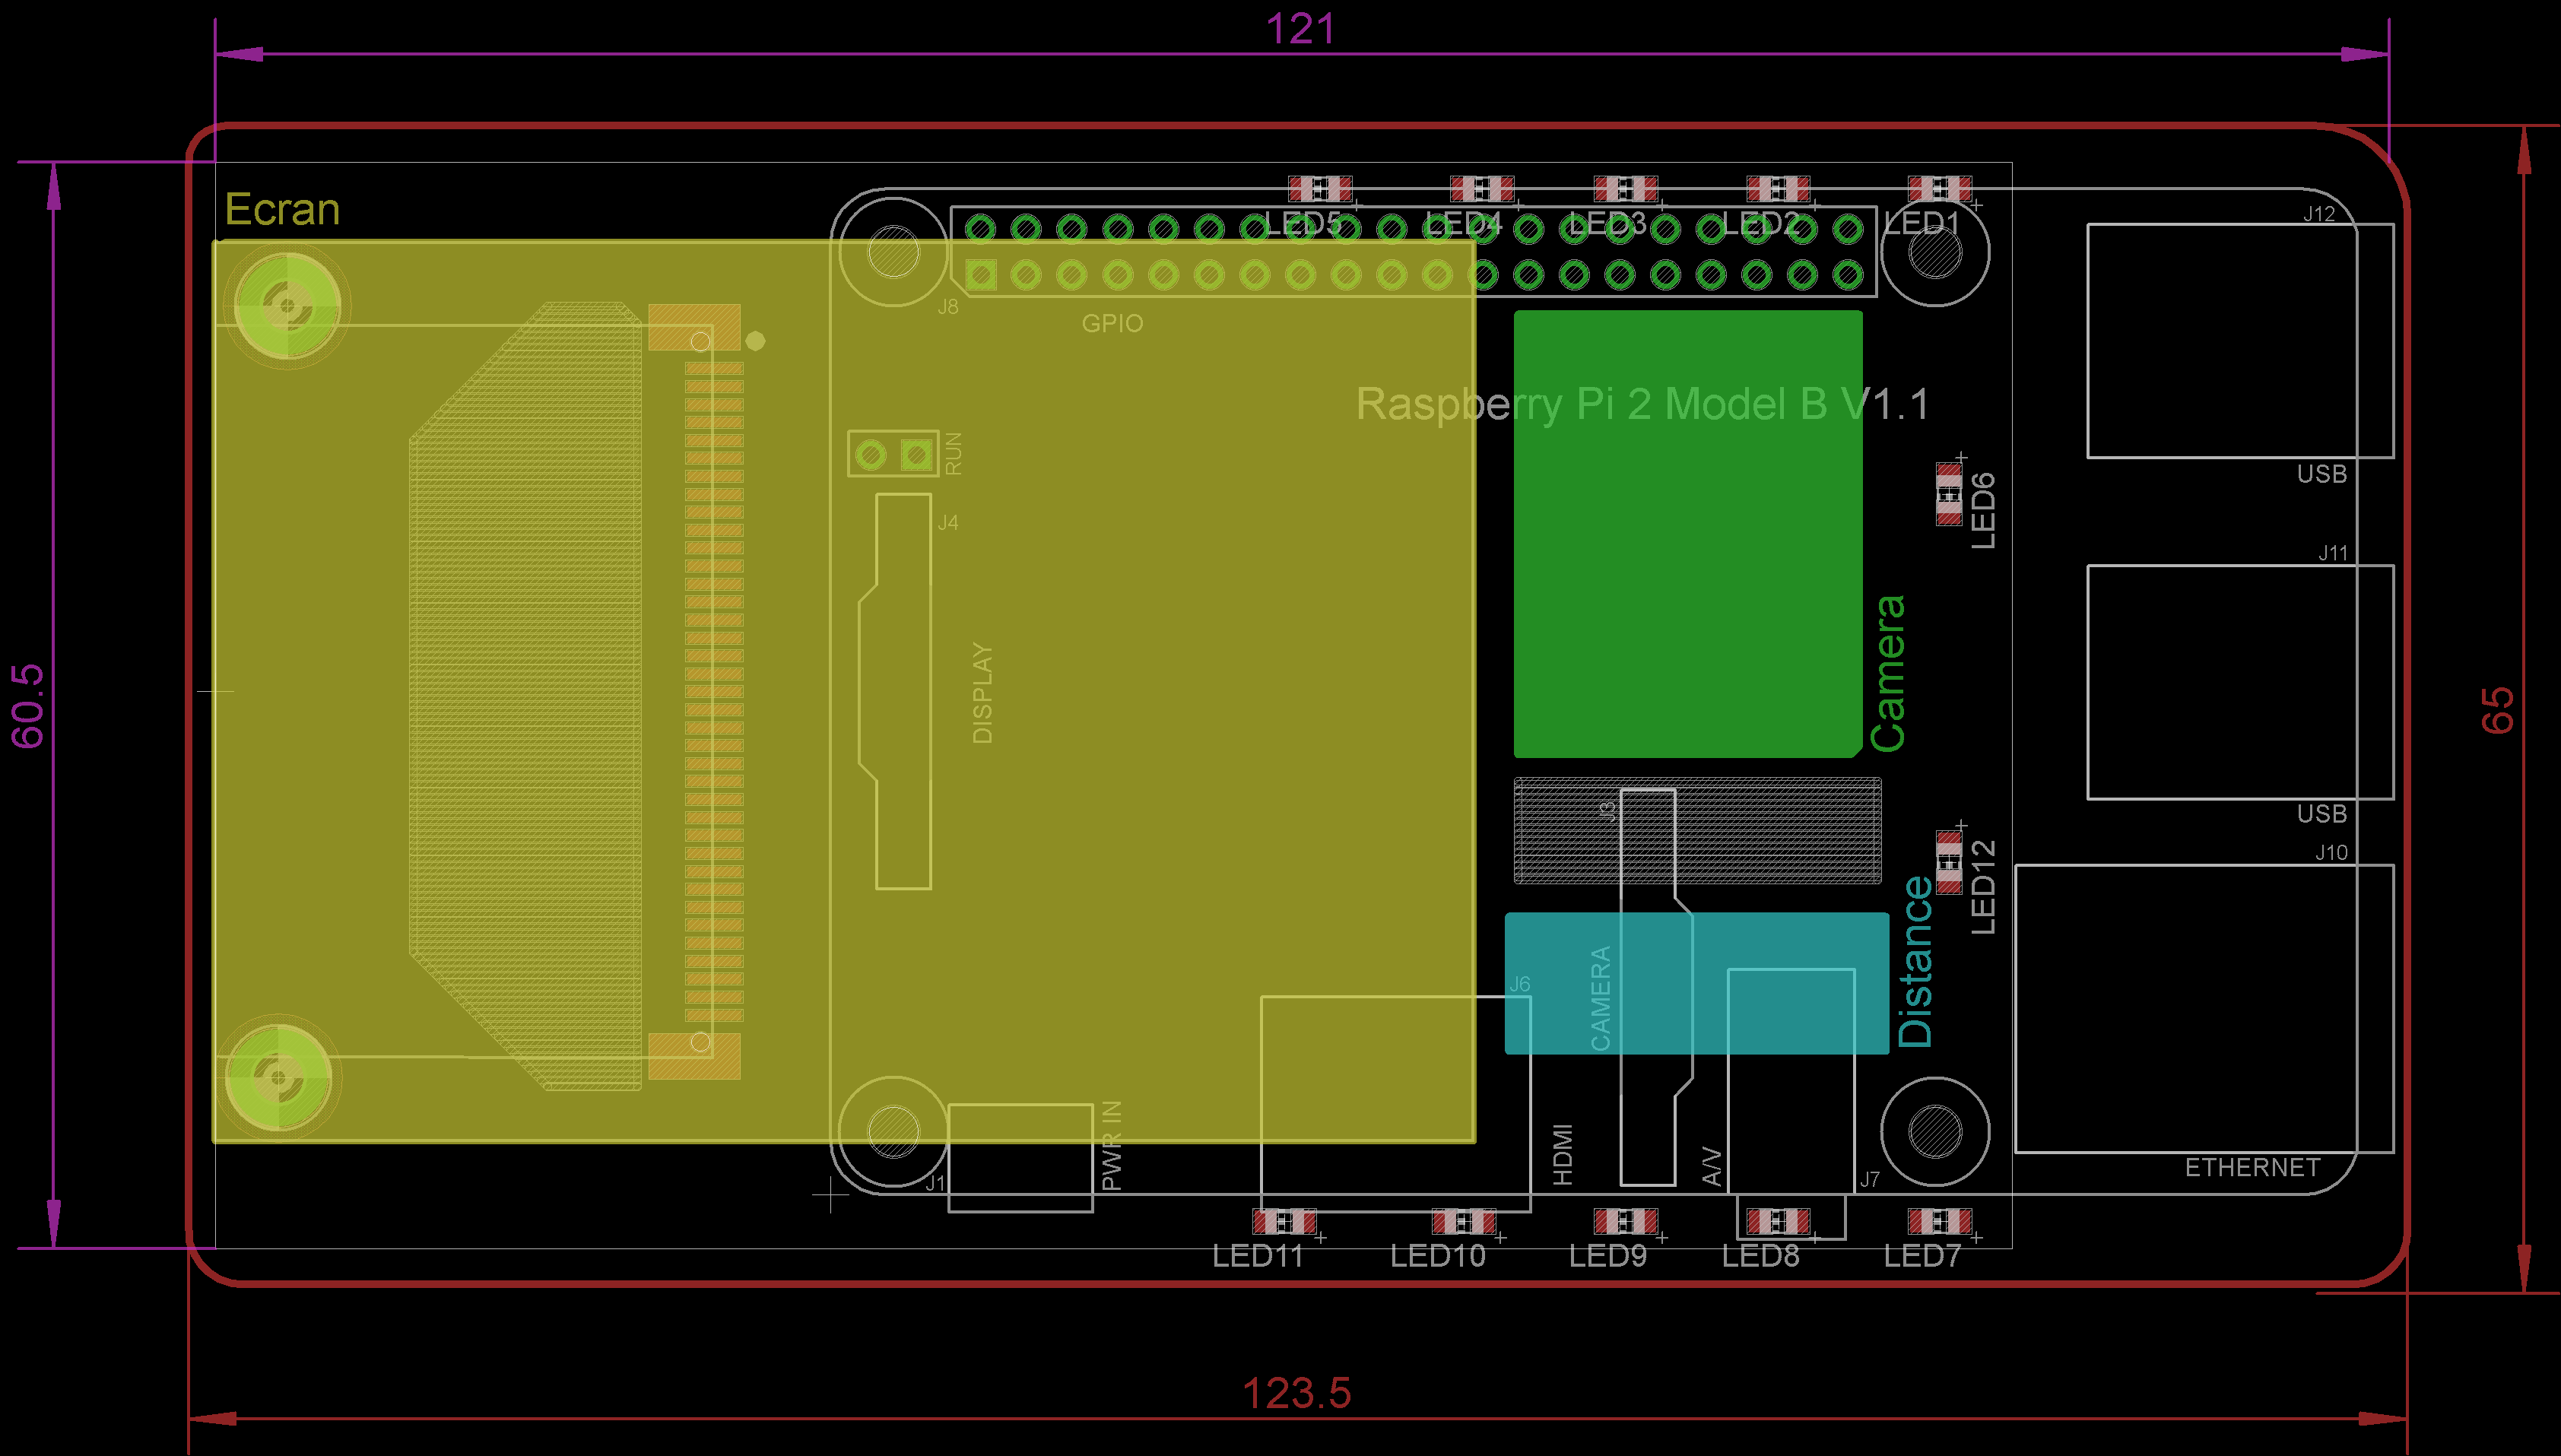 121
Ecran
LED5
LED4
LED3
LED2
LED1
J12
J8
GPIO
Raspberry Pi 2 Model B V1.1
RUN
USB
LED6
J4
J11
Camera
DISPLAY
60.5
65
J3
USB
J10
LED12
Distance
CAMERA
J6
PWR IN
HDMI
A/V
J1
J7
ETHERNET
LED11
LED10
LED9
LED8
LED7
123.5